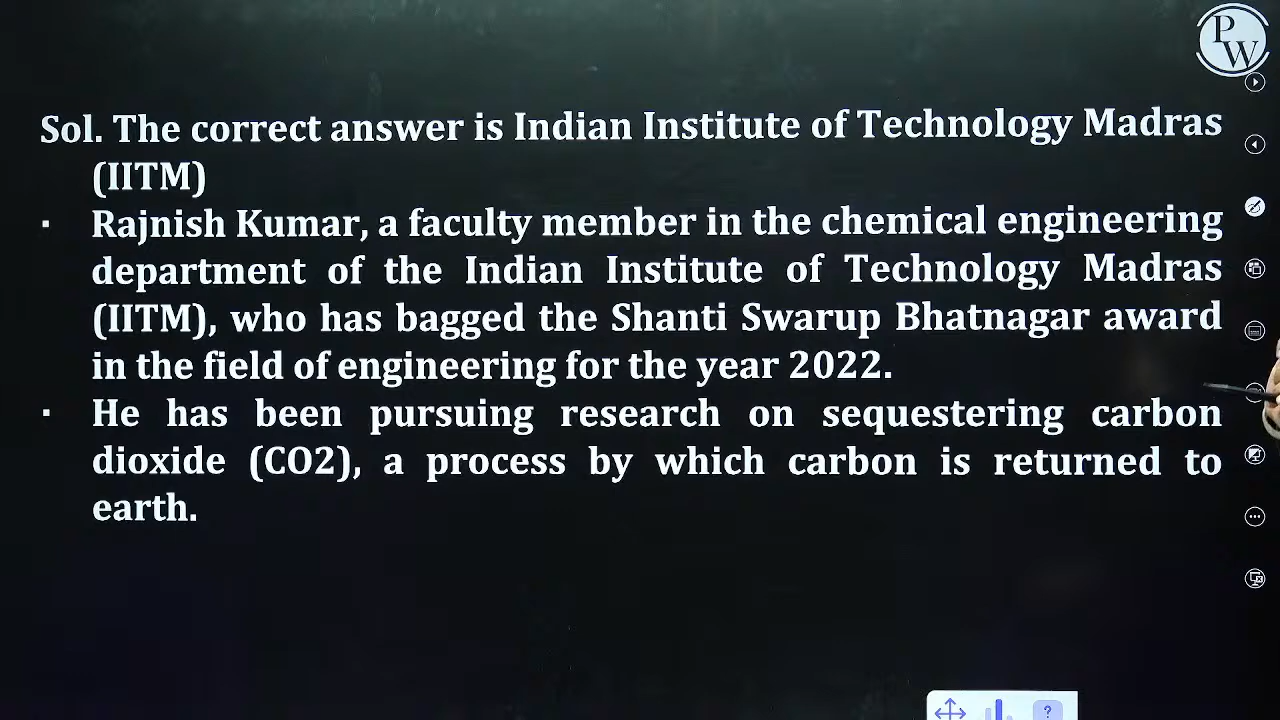 PW
Sol. The correct answer is Indian Institute of Technology Madras
(IITM)
· Rajnish Kumar, a faculty member in the chemical engineering
department of the Indian Institute of Technology Madras
(IITM), who has bagged the Shanti Swarup Bhatnagar award
in the field of engineering for the year 2022.
· He has been pursuing research on sequestering carbon
dioxide (CO2), a process by which carbon is returned to
earth.
?